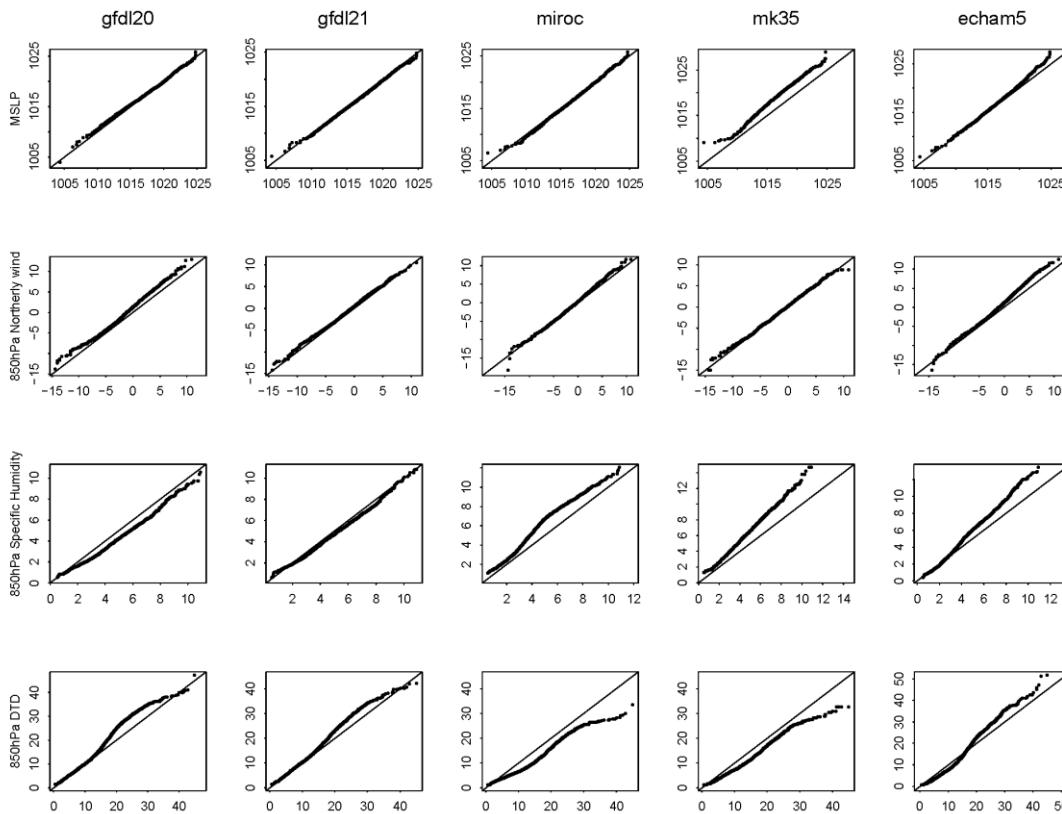 gfdl20 gfdl21 miroc mk35 echam5
MSLP
1005 1015 1025
1005 1010 1015 1020 1025
1005 1015 1025
1005 1010 1015 1020 1025
1005 1015 1025
1005 1010 1015 1020 1025
1005 1015 1025
1005 1015 1025
1005 1015 1025
1005 1015 1025
850hPa Northerly wind
−15 −5 0 5 10
−15 −10 −5 0 5 10
−15 −5 0 5 10
−15 −10 −5 0 5 10
−15 −5 0 5 10
−15 −5 0 5 10
−15 −5 0 5 10
−15 −10 −5 0 5 10
−15 −5 0 5 10
−15 −5 0 5 10
850hPa Specific Humidity
0 2 4 6 8 10
0 2 4 6 8 10
2 4 6 8 10
2 4 6 8 10
2 4 6 8 10
2 4 6 8 10 12
0 2 4 6 8 12
0 2 4 6 8 10 12 14
0 2 4 6 8 12
0 2 4 6 8 10 12
850hPa DTD
0 10 20 30 40
0 10 20 30 40
0 10 20 30 40
0 10 20 30 40
0 10 20 30 40
0 10 20 30 40
0 10 20 30 40
0 10 20 30 40
0 10 20 30 40 50
0 10 20 30 40 50